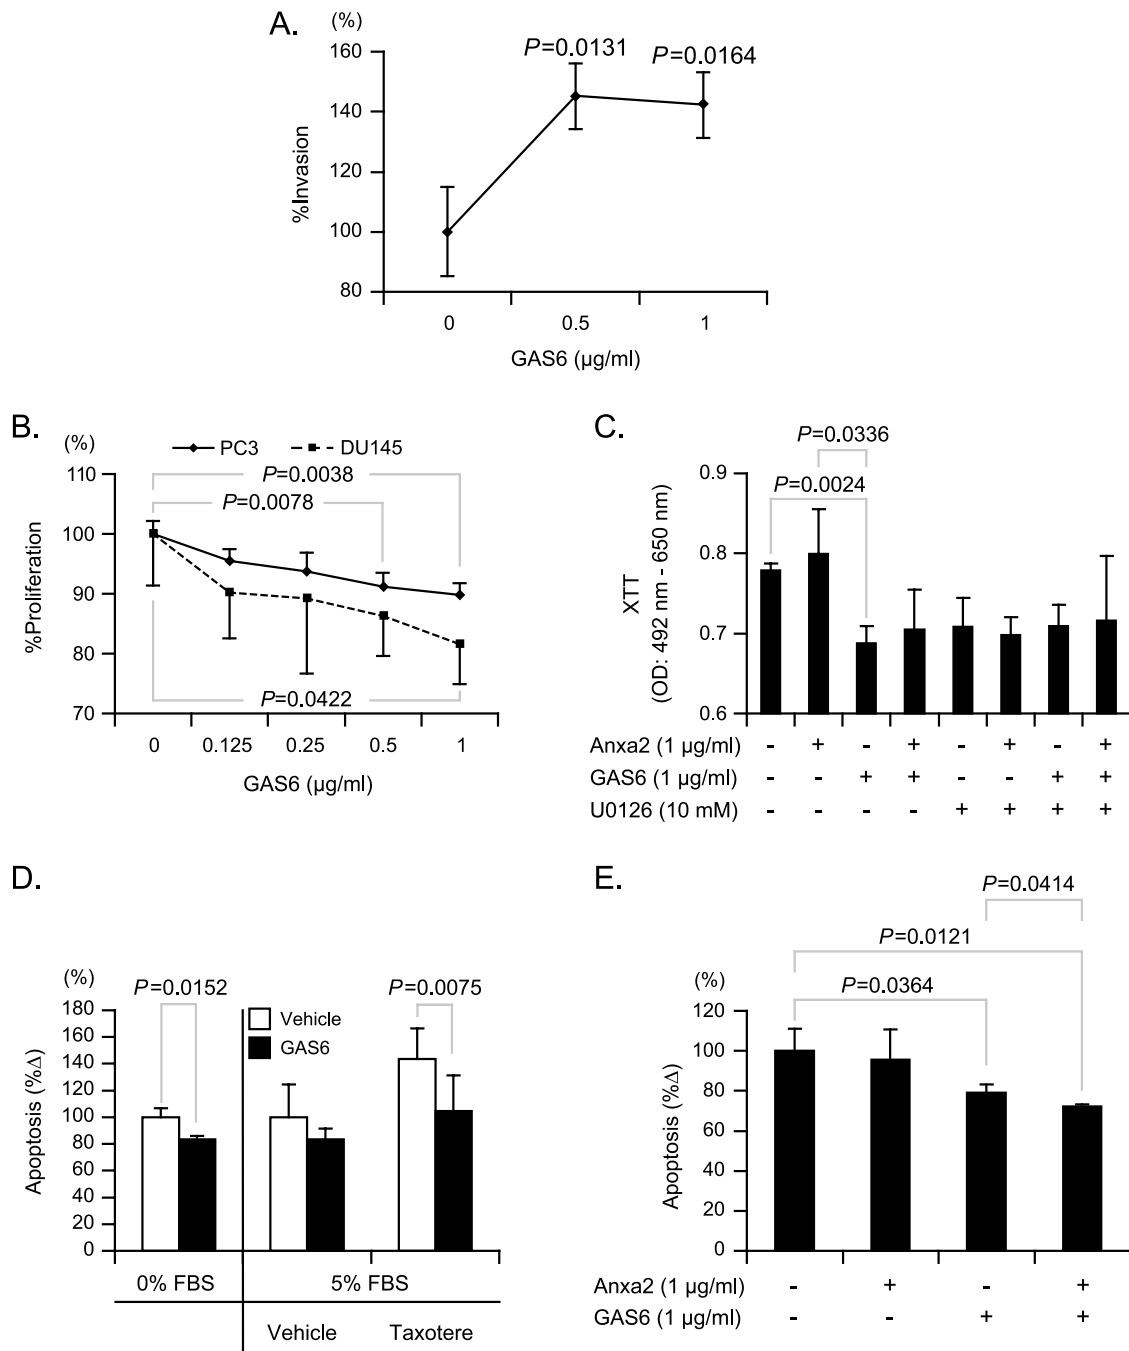 A.
(%)
160
140
120
100
80
%Invasion
P=0.0131
P=0.0164
0 0.5 1
GAS6 (µg/ml)
B.
(%)
PC3 DU145
110
100
90
80
70
%Proliferation
P=0.0038
P=0.0078
P=0.0422
0 0.125 0.25 0.5 1
GAS6 (µg/ml)
C.
P=0.0336
P=0.0024
0.9
0.8
0.7
0.6
XTT
(OD: 492 nm - 650 nm)
Anxa2 (1 µg/ml) - + - + - + - +
GAS6 (1 µg/ml) - - + + - - + +
U0126 (10 mM) - - - - + + + +
D.
(%)
P=0.0152
P=0.0075
180
160
140
120
100
80
60
40
20
0
Apoptosis (%Δ)
Vehicle
GAS6
0% FBS 5% FBS
Vehicle Taxotere
E.
P=0.0414
P=0.0121
P=0.0364
(%)
120
100
80
60
40
20
0
Apoptosis (%Δ)
Anxa2 (1 µg/ml) - + - +
GAS6 (1 µg/ml) - - + +